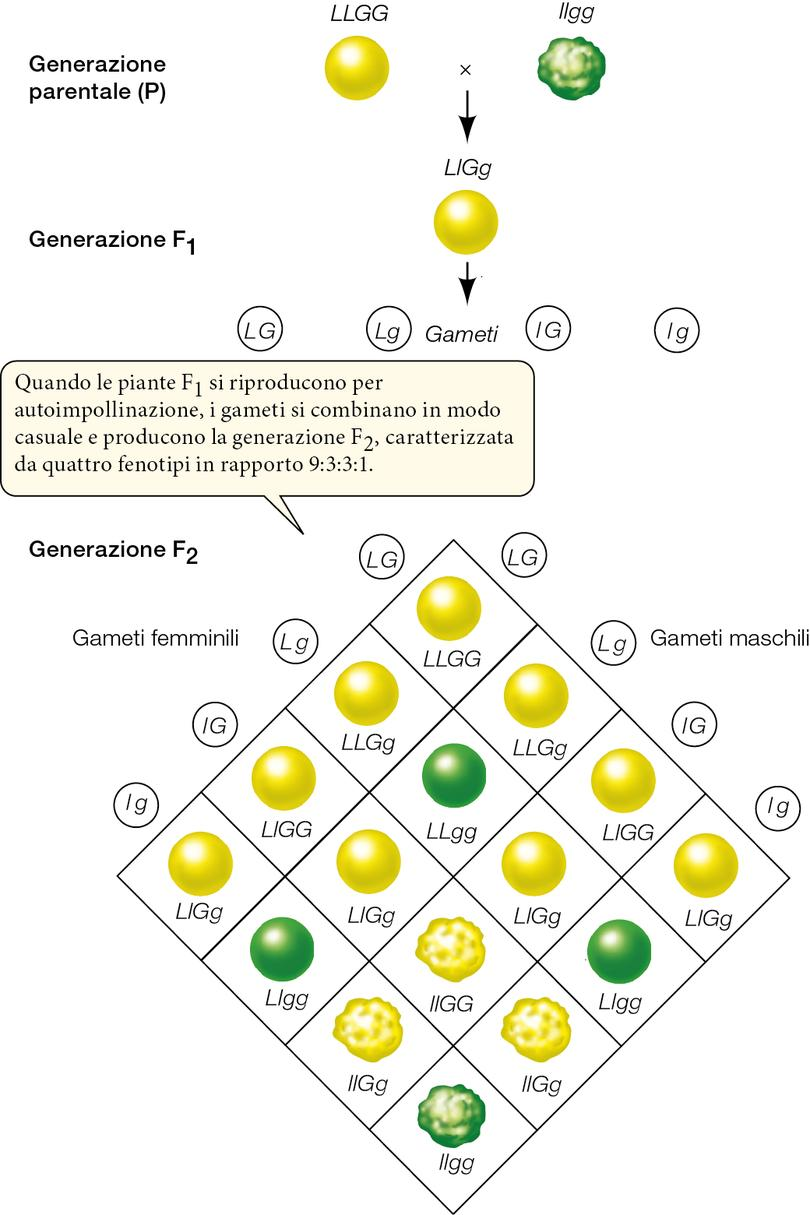 LLGG
llgg
Generazione
parentale (P)
×
LlGg
Generazione F1
LG
Lg
Gameti
lG
lg
Quando le piante F1 si riproducono per
autoimpollinazione, i gameti si combinano in modo
casuale e producono la generazione F2, caratterizzata
da quattro fenotipi in rapporto 9:3:3:1.
Generazione F2
LG
LG
Gameti femminili
Lg
Lg
Gameti maschili
LLGG
lG
lG
LLGg
LLGg
lg
lg
LlGG
LLgg
LlGG
LlGg
LlGg
LlGg
LlGg
Llgg
llGG
Llgg
llGg
llGg
llgg